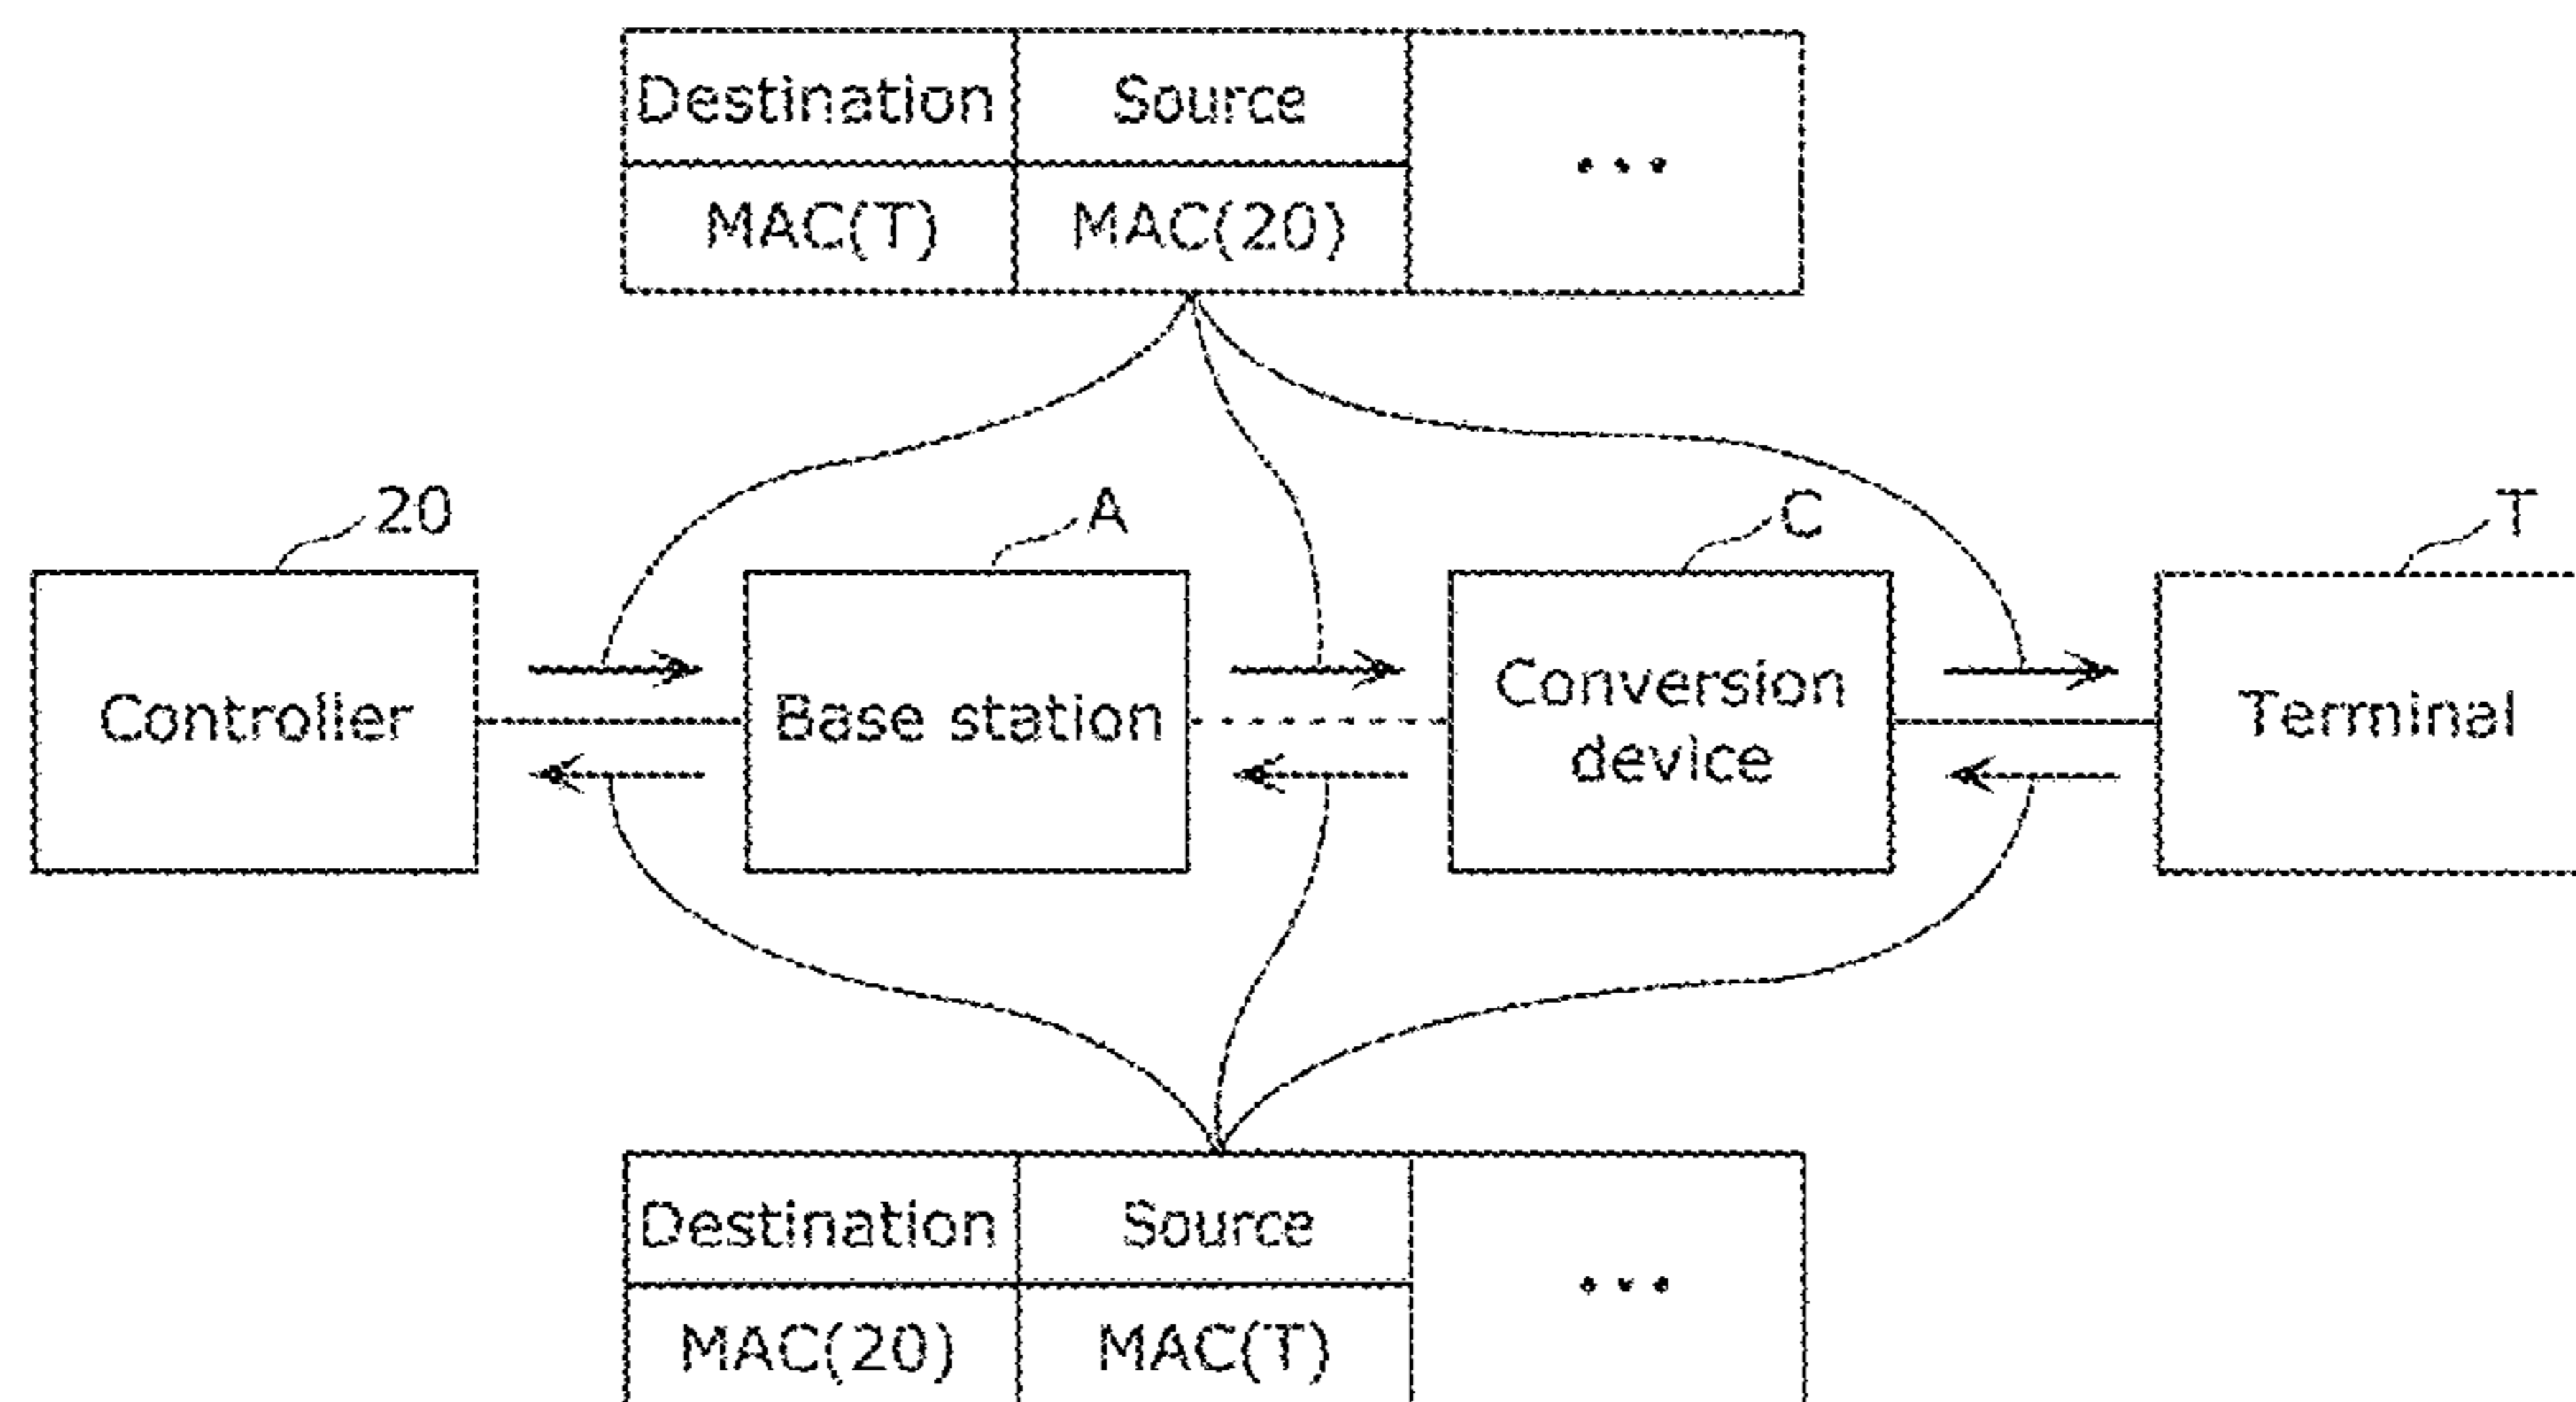 Destination Source
...
MAC(T) MAC(20)
20 A C T
Controller Base station Conversion device Terminal
Destination Source
...
MAC(20) MAC(T)